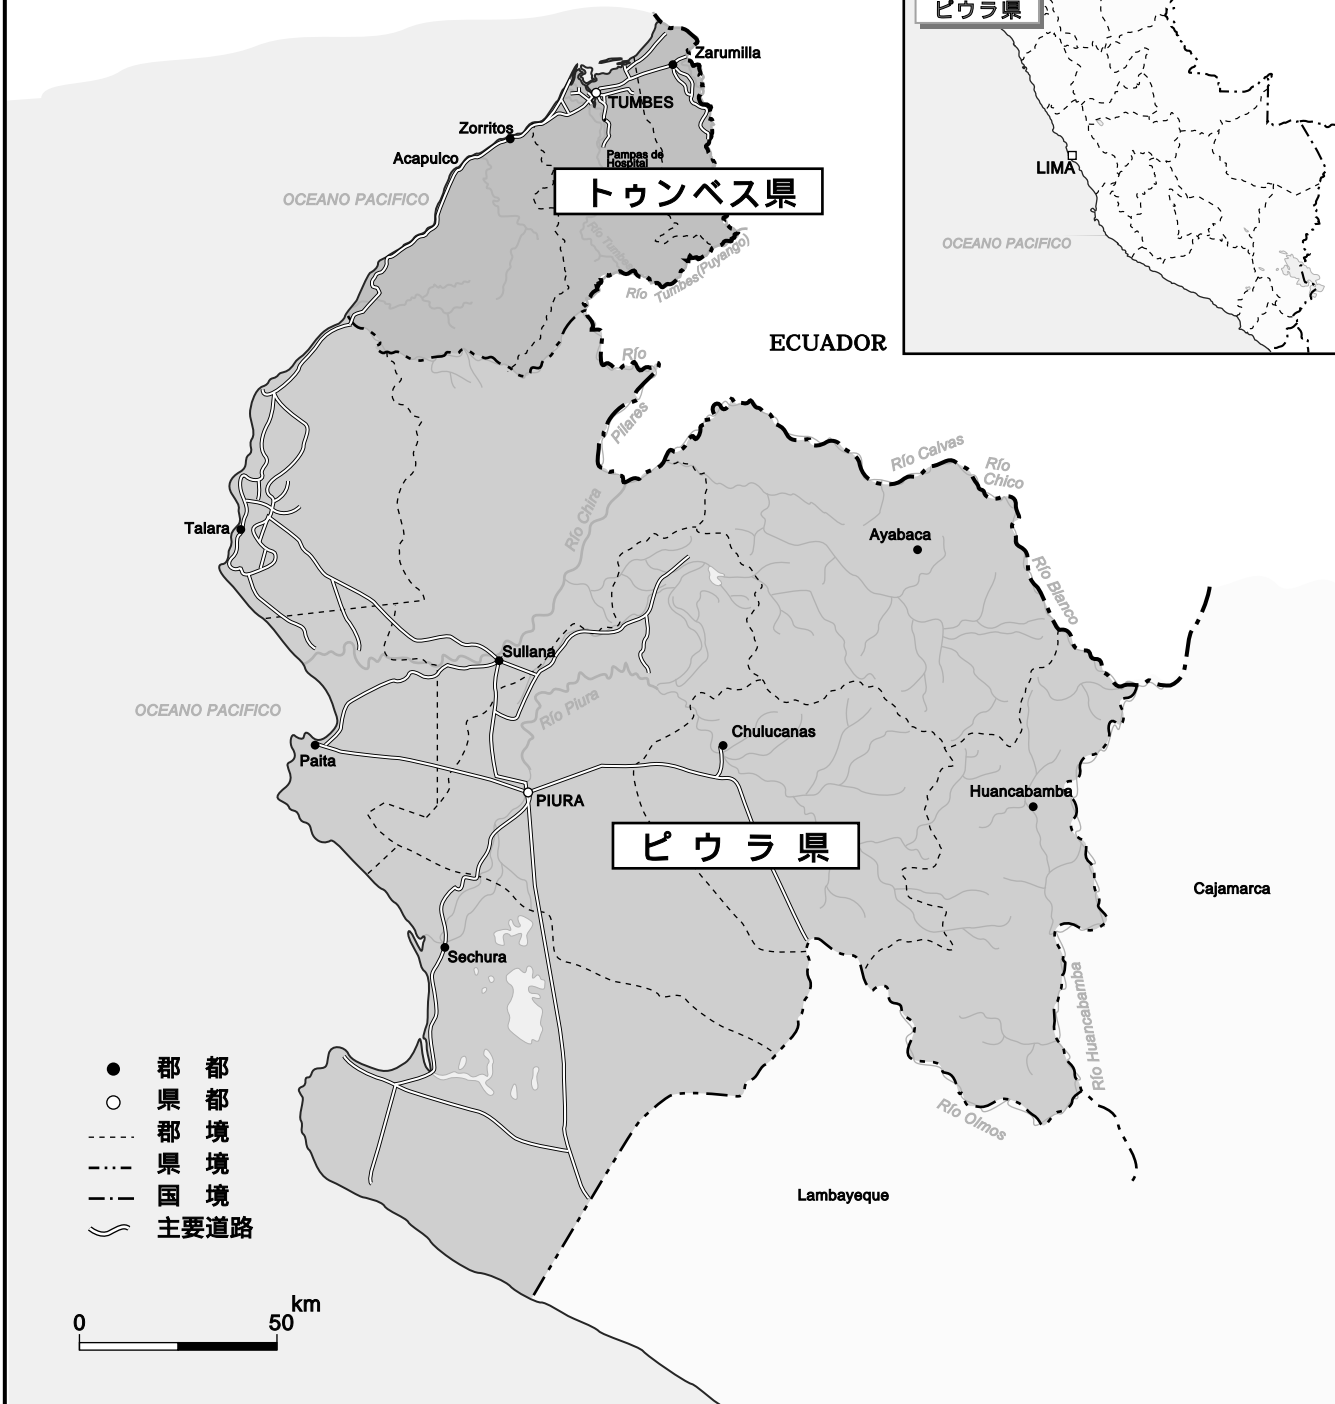 ピウラ県
LIMA
OCEANO PACIFICO
Zarumilla
TUMBES
Zorritos
Acapulco
Pampas de
Hospital
トゥンベス県
OCEANO PACIFICO
Río Tumbes
Río Tumbes(Puyango)
ECUADOR
Río
Pilares
Río Calvas
Río
Chico
Río Chira
Talara
Ayabaca
Río Blanco
Sullana
OCEANO PACIFICO
Río Piura
Chulucanas
Paita
PIURA
Huancabamba
ピウラ県
Cajamarca
Sechura
Río Huancabamba
Río Olmos
Lambayeque
郡 都
県 都
郡 境
県 境
国 境
主要道路
0 50 km